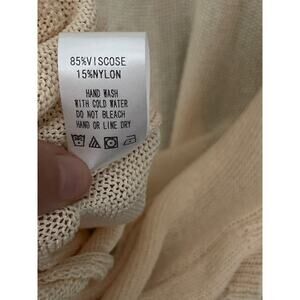 85%VISCOSE
15%NYLON
HAND WASH
WITH COLD WATER
DO NOT BLEACH
HAND OR LINE DRY